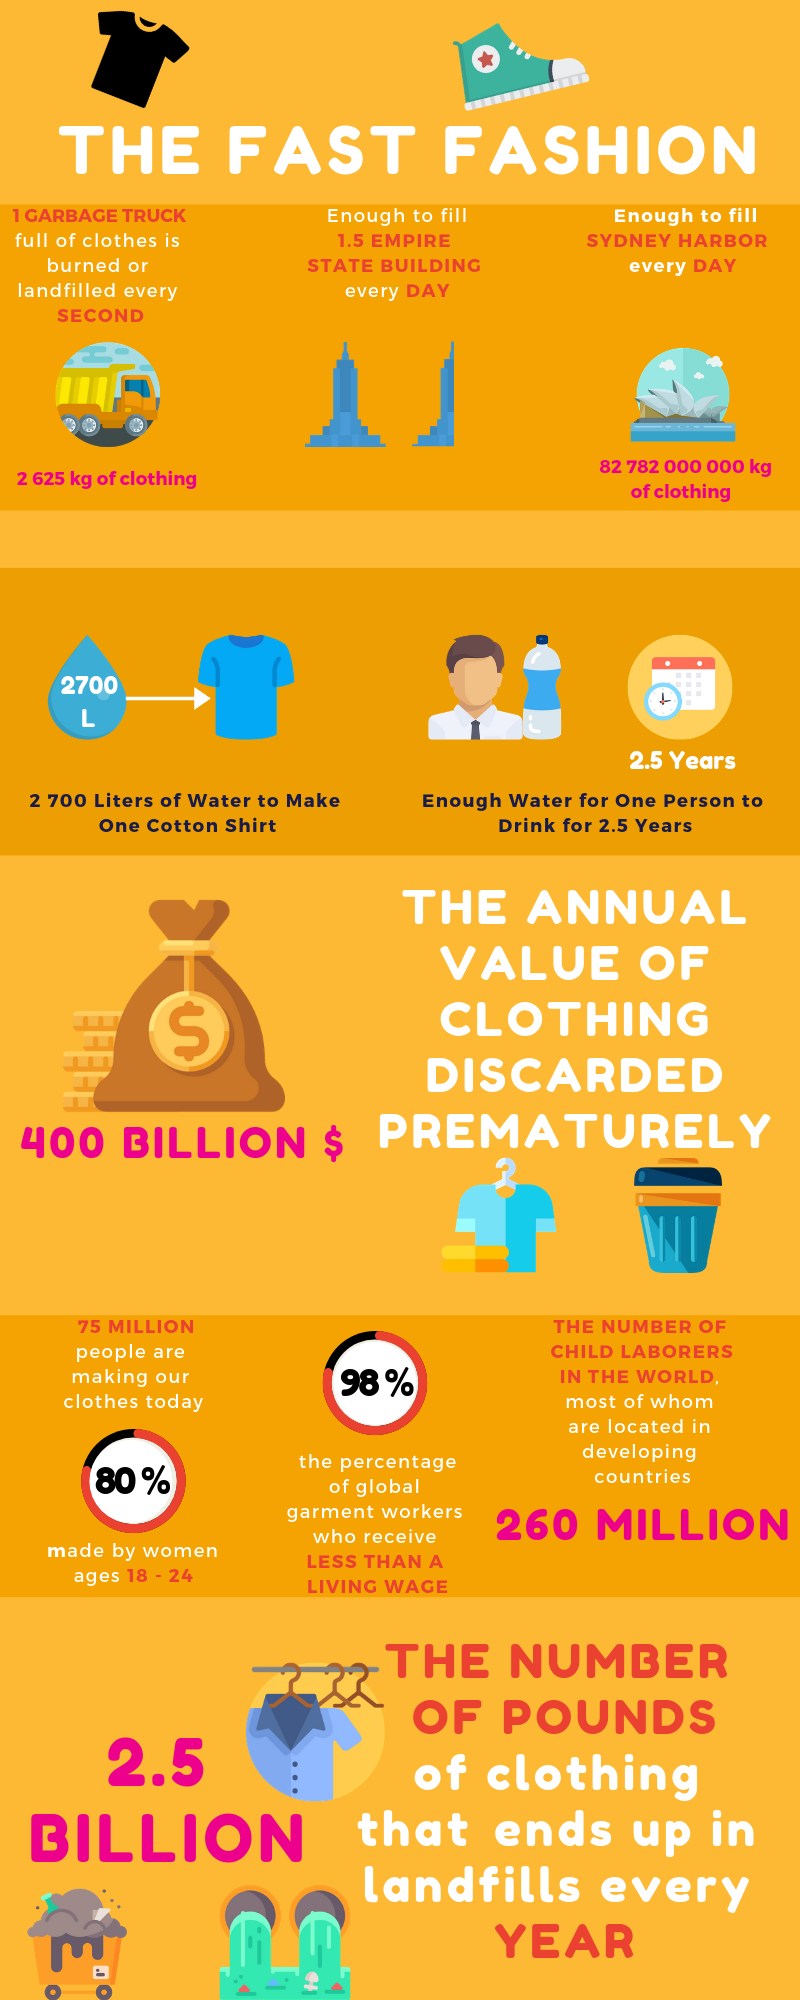 THE FAST FASHION
1 GARBAGE TRUCK
full of clothes is
burned or
landfilled every
SECOND
2 625 kg of clothing
Enough to fill
1.5 EMPIRE
STATE BUILDING
every DAY
Enough to fill
SYDNEY HARBOR
every DAY
82 782 000 000 kg
of clothing
2700
L
2 700 Liters of Water to Make
One Cotton Shirt
2.5 Years
Enough Water for One Person to
Drink for 2.5 Years
400 BILLION $
THE ANNUAL
VALUE OF
CLOTHING
DISCARDED
PREMATURELY
75 MILLION
people are
making our
clothes today
80 %
made by women
ages 18 - 24
98 %
the percentage
of global
garment workers
who receive
LESS THAN A
LIVING WAGE
THE NUMBER OF
CHILD LABORERS
IN THE WORLD,
most of whom
are located in
developing
countries
260 MILLION
2.5
BILLION
THE NUMBER
OF POUNDS
of clothing
that ends up in
landfills every
YEAR